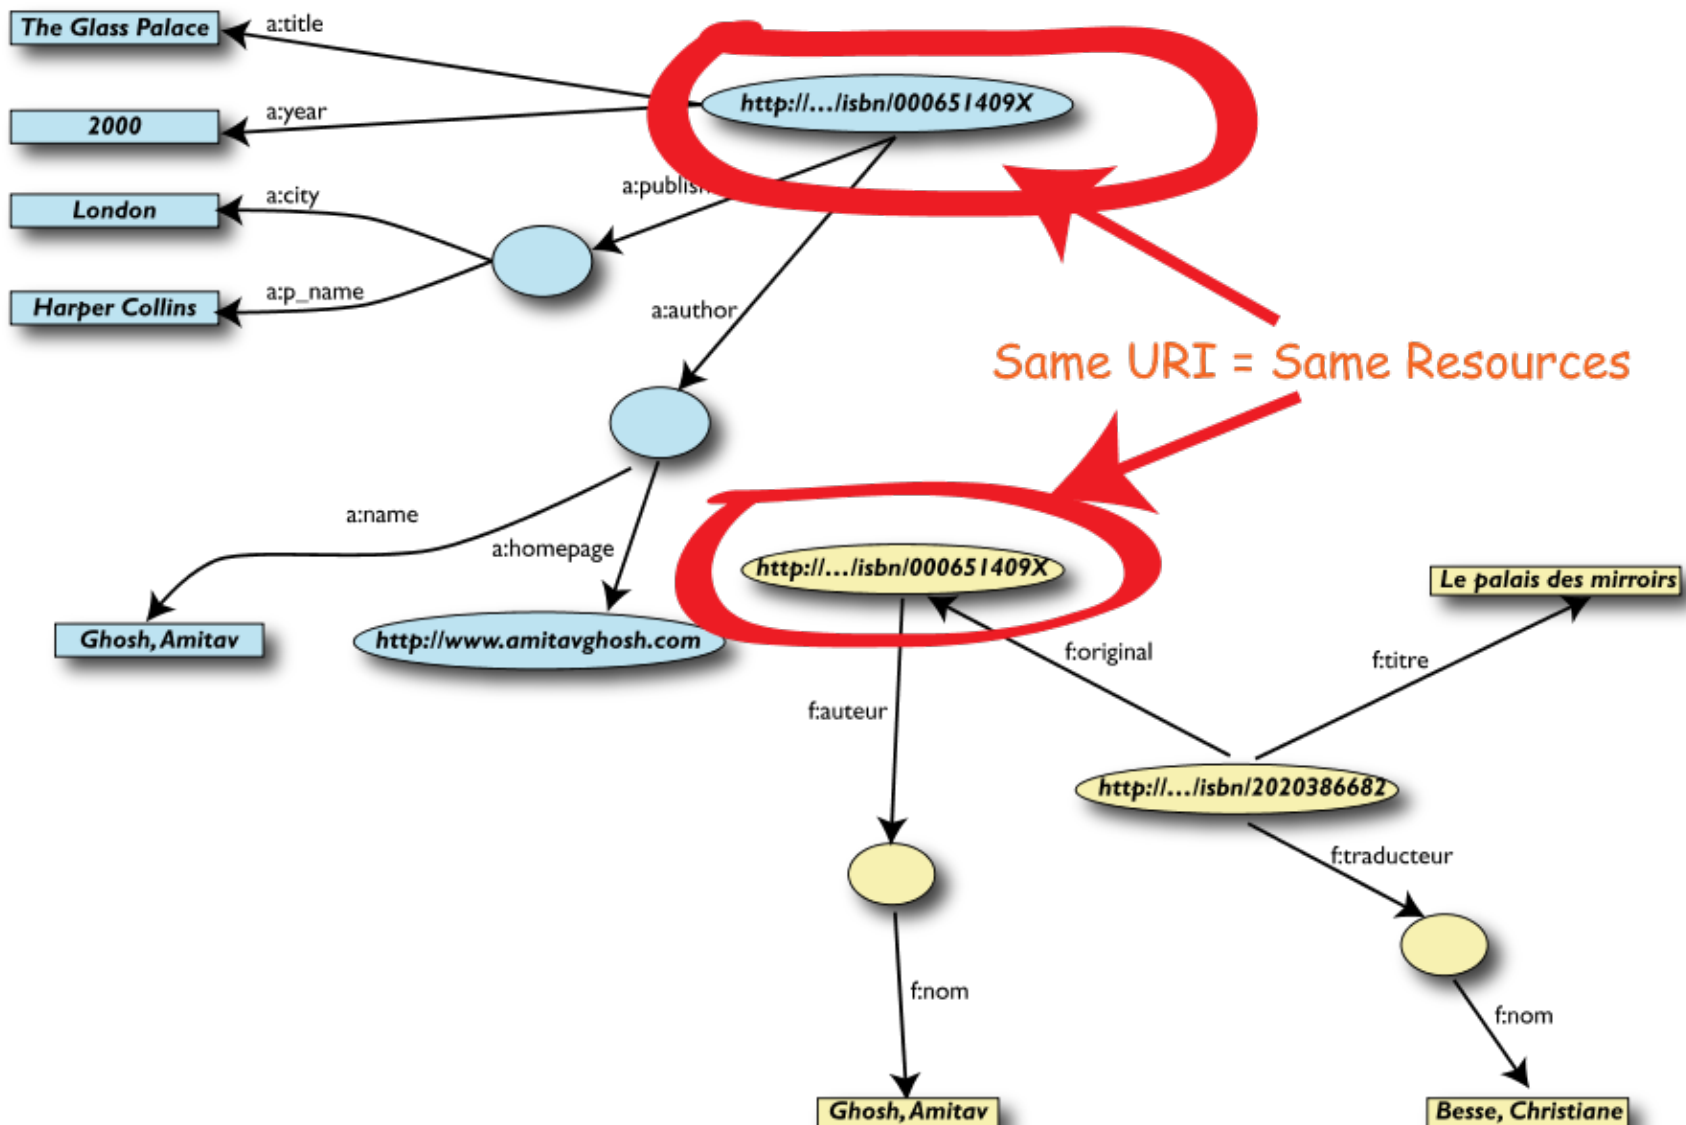 The Glass Palace
a:title
http://.../isbn/000651409X
2000
a:year
London
a:city
a:publish
Harper Collins
a:p_name
a:author
Same URI = Same Resources
a:name
a:homepage
http://.../isbn/000651409X
Le palais des mirroirs
Ghosh, Amitav
http://www.amitavghosh.com
f:original
f:titre
f:auteur
http://.../isbn/2020386682
f:traducteur
f:nom
f:nom
Ghosh, Amitav
Besse, Christiane